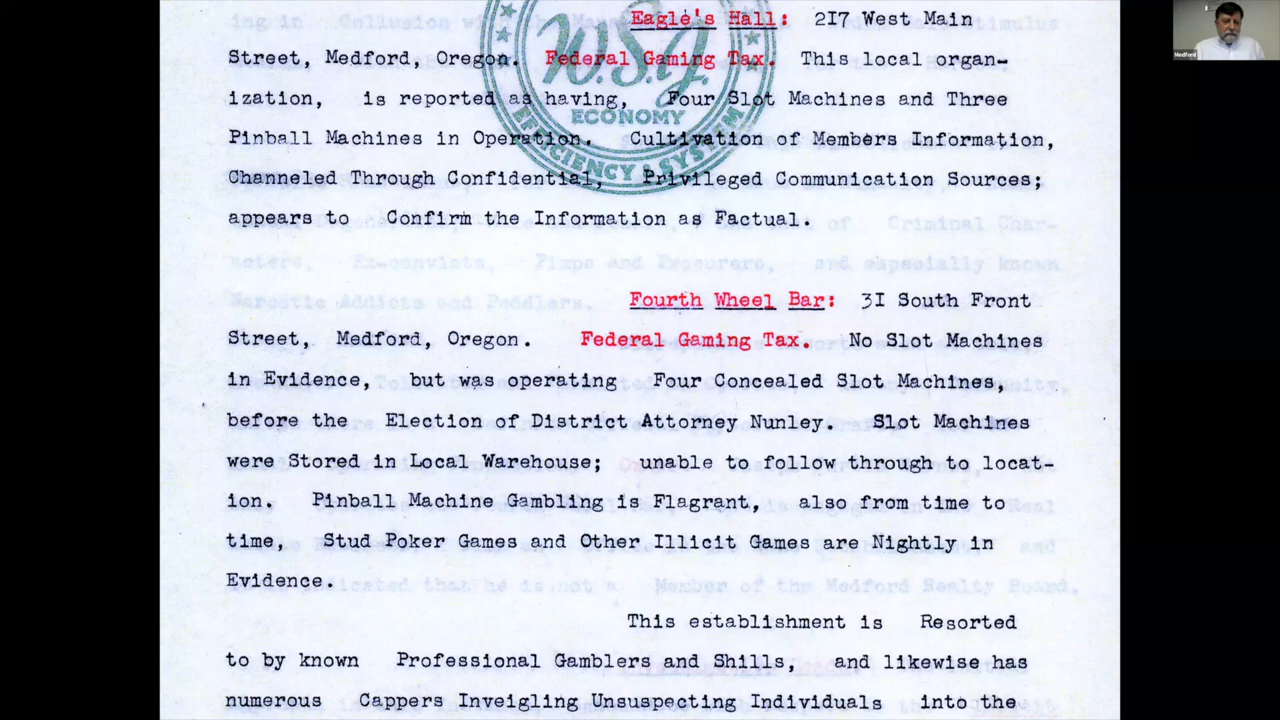 Eagle's Hall: 2I7 West Main
Street, Medford, Oregon. Federal Gaming Tax. This local organ-
ization, is reported as having, Four Slot Machines and Three
Pinball Machines in Operation. Cultivation of Members Information,
Channeled Through Confidential, Privileged Communication Sources;
appears to Confirm the Information as Factual.
Fourth Wheel Bar: 3I South Front
Street, Medford, Oregon. Federal Gaming Tax. No Slot Machines
in Evidence, but was operating Four Concealed Slot Machines,
before the Election of District Attorney Nunley. Slot Machines
were Stored in Local Warehouse; unable to follow through to locat-
ion. Pinball Machine Gambling is Flagrant, also from time to
time, Stud Poker Games and Other Illicit Games are Nightly in
Evidence.
This establishment is Resorted
to by known Professional Gamblers and Shills, and likewise has
numerous Cappers Inveigling Unsuspecting Individuals into the
W.S.J.
ECONOMY
EFFICIENCY & SYSTEM
Medford